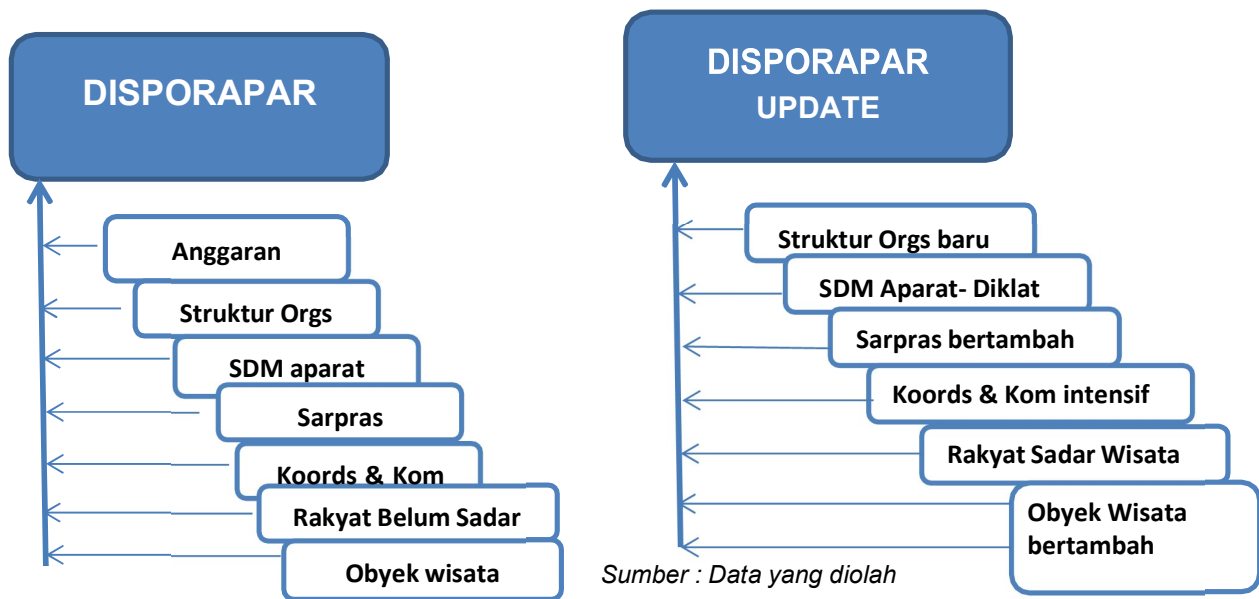 DISPORAPAR
Anggaran
Struktur Orgs
SDM aparat
Sarpras
Koords & Kom
Rakyat Belum Sadar
Obyek wisata
DISPORAPAR
UPDATE
Struktur Orgs baru
SDM Aparat- Diklat
Sarpras bertambah
Koords & Kom intensif
Rakyat Sadar Wisata
Obyek Wisata
bertambah
Sumber : Data yang diolah